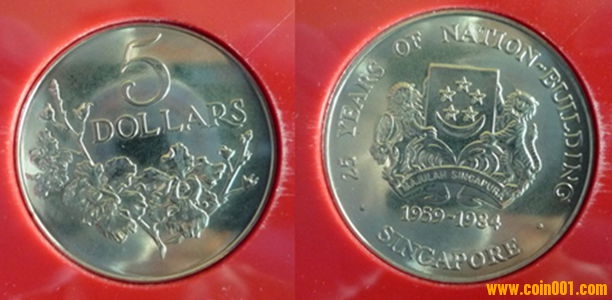 5
DOLLARS
25 YEARS OF NATION-BUILDING
MAJULAH SINGAPURA
1959-1984
· SINGAPORE ·
www.coin001.com